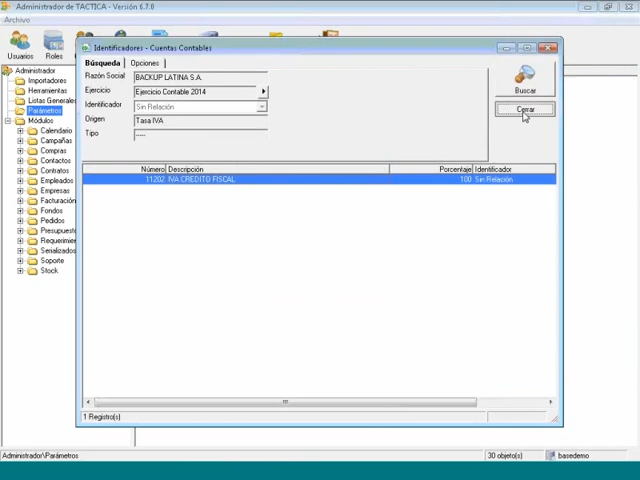 Administrador de TACTICA - Versión 6.7.0
Archivo
Usuarios
Roles
Identificadores - Cuentas Contables
Búsqueda
Opciones
Razón Social
BACKUP LATINA S.A.
Ejercicio
Ejercicio Contable 2014
Identificador
Sin Relación
Origen
Tasa IVA
Tipo
----
Buscar
Cerrar
Número
Descripción
Porcentaje
Identificador
11202
IVA CREDITO FISCAL
100
Sin Relación
1 Registro(s)
Administrador
Importadores
Herramientas
Listas Generales
Parámetros
Módulos
Calendario
Campañas
Compras
Contactos
Contratos
Empleados
Empresas
Facturación
Fondos
Pedidos
Presupuesto
Requerimien
Serializados
Soporte
Stock
Administrador\Parámetros
30 objeto(s)
basedemo